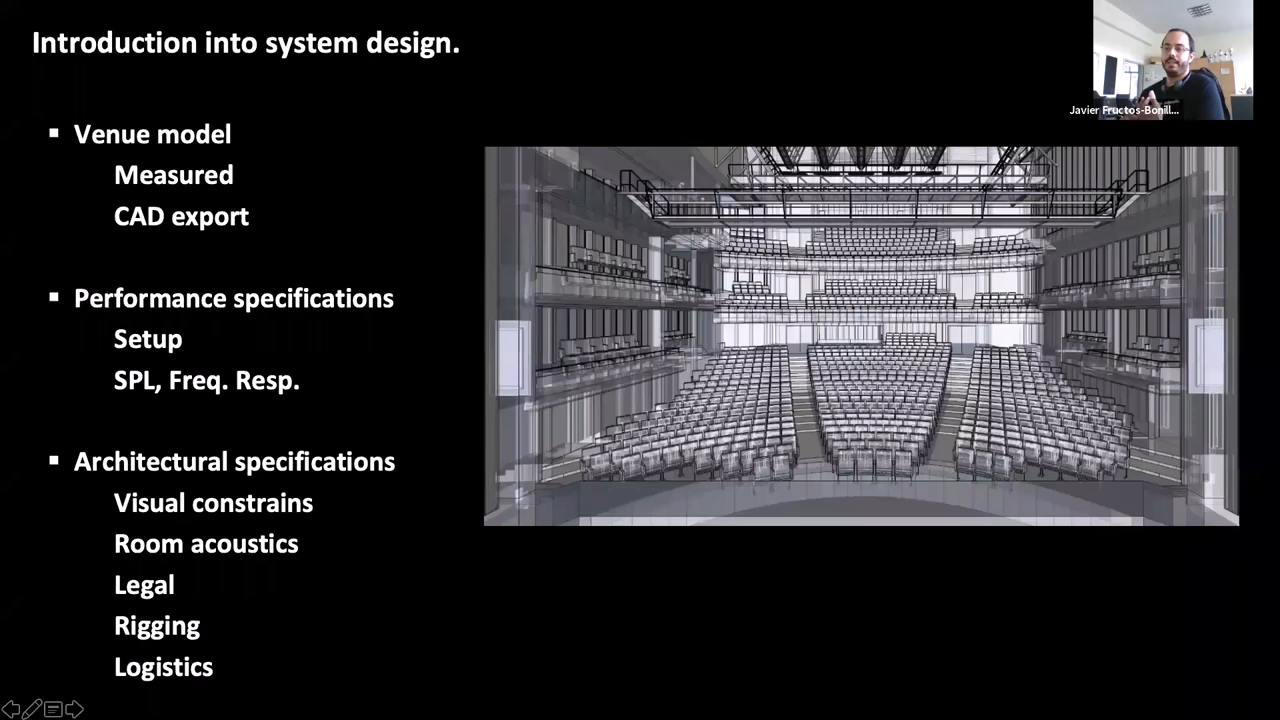 Introduction into system design.
Javier Fructos-Bonill...
▪ Venue model
Measured
CAD export
▪ Performance specifications
Setup
SPL, Freq. Resp.
▪ Architectural specifications
Visual constrains
Room acoustics
Legal
Rigging
Logistics